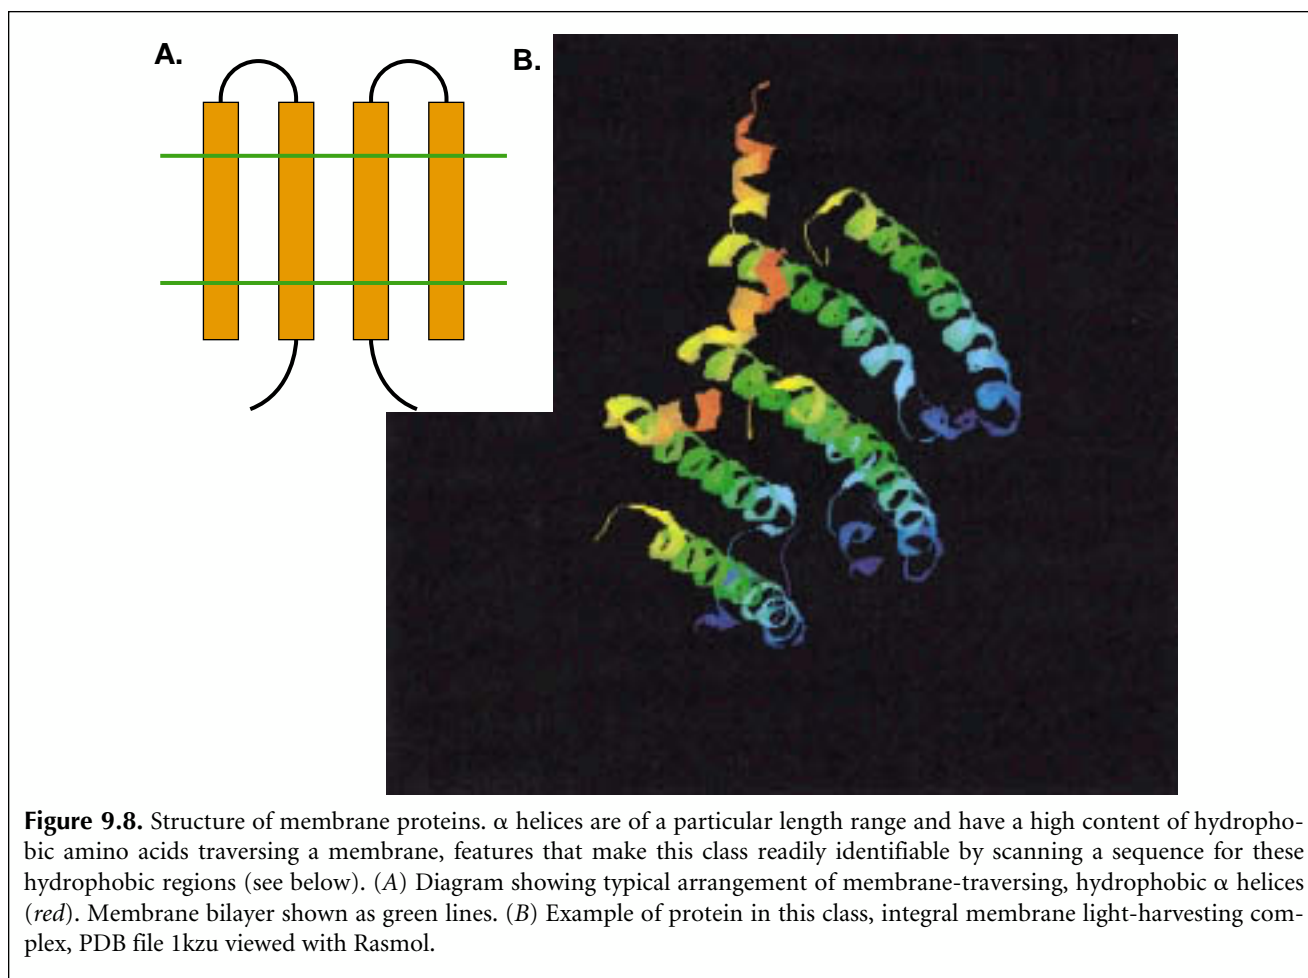 A.
B.
Figure 9.8. Structure of membrane proteins. α helices are of a particular length range and have a high content of hydropho-
bic amino acids traversing a membrane, features that make this class readily identifiable by scanning a sequence for these
hydrophobic regions (see below). (A) Diagram showing typical arrangement of membrane-traversing, hydrophobic α helices
(red). Membrane bilayer shown as green lines. (B) Example of protein in this class, integral membrane light-harvesting com-
plex, PDB file 1kzu viewed with Rasmol.